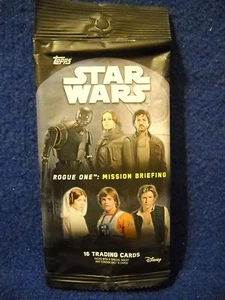 Topps
STAR
WARS
ROGUE ONE™: MISSION BRIEFING
16 TRADING CARDS
Disney